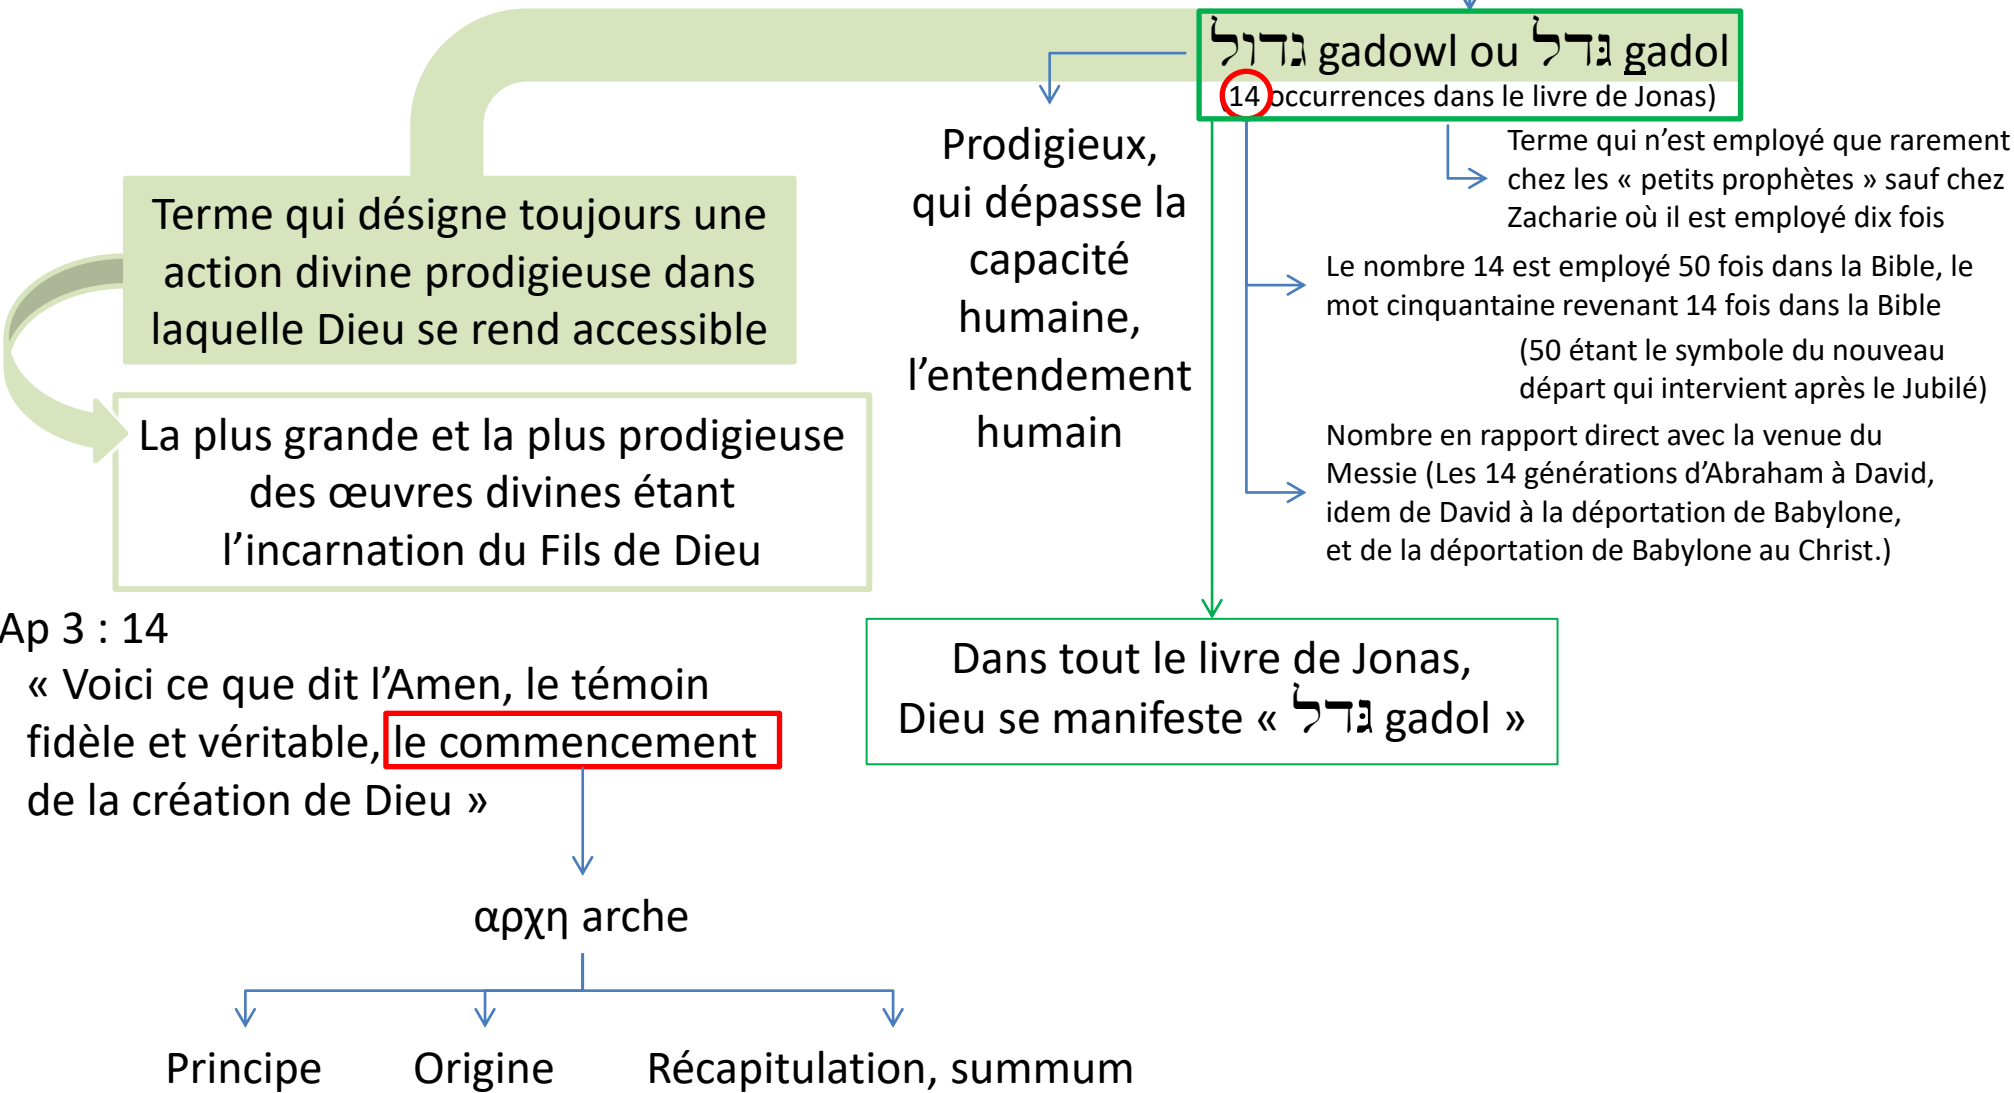 גדול gadowl ou גּדל gadol
(14 occurrences dans le livre de Jonas)
Terme qui n’est employé que rarement
chez les « petits prophètes » sauf chez
Zacharie où il est employé dix fois
Le nombre 14 est employé 50 fois dans la Bible, le
mot cinquantaine revenant 14 fois dans la Bible
(50 étant le symbole du nouveau
départ qui intervient après le Jubilé)
Nombre en rapport direct avec la venue du
Messie (Les 14 générations d’Abraham à David,
idem de David à la déportation de Babylone,
et de la déportation de Babylone au Christ.)
Prodigieux,
qui dépasse la
capacité
humaine,
l’entendement
humain
Terme qui désigne toujours une
action divine prodigieuse dans
laquelle Dieu se rend accessible
La plus grande et la plus prodigieuse
des œuvres divines étant
l’incarnation du Fils de Dieu
Dans tout le livre de Jonas,
Dieu se manifeste « גּדל gadol »
Ap 3 : 14
« Voici ce que dit l’Amen, le témoin
fidèle et véritable, le commencement
de la création de Dieu »
αρχη arche
Principe
Origine
Récapitulation, summum